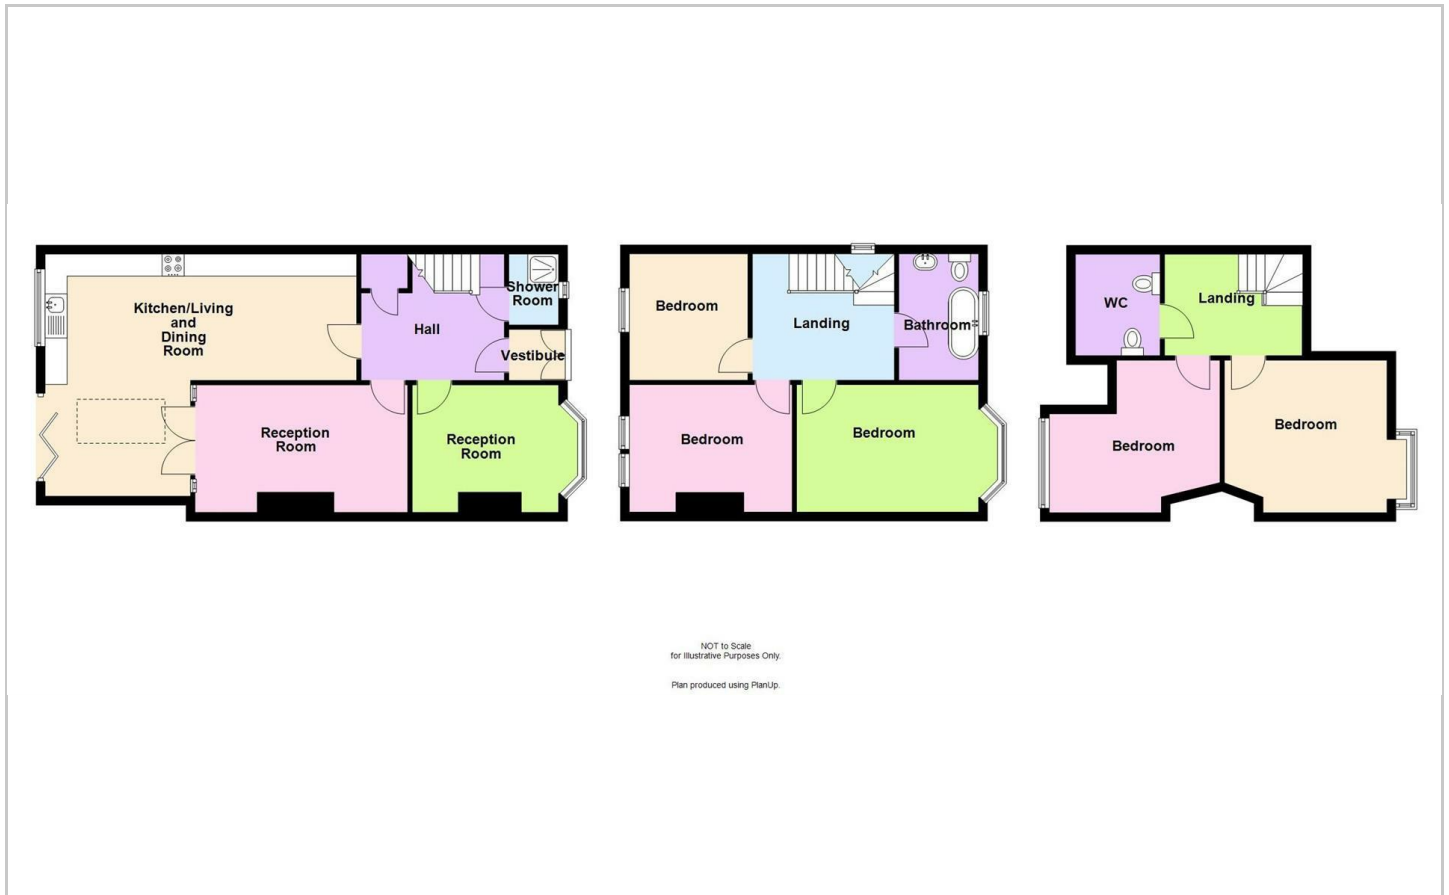 Kitchen/Living
and
Dining
Room
Hall
Shower
Room
Vestibule
Reception
Room
Reception
Room
Bedroom
Landing
Bathroom
Bedroom
Bedroom
WC
Landing
Bedroom
Bedroom
NOT to Scale
for Illustrative Purposes Only.
Plan produced using PlanUp.